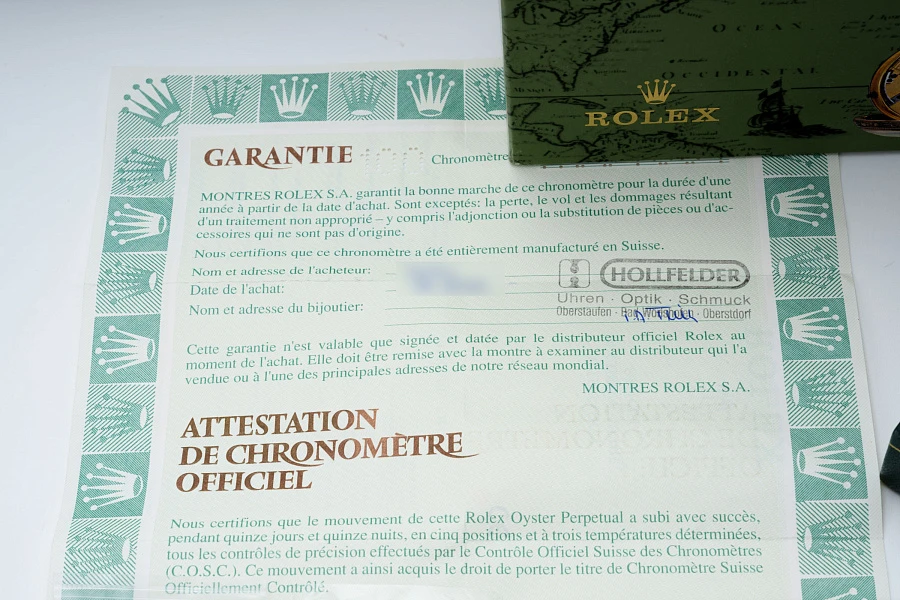 OCEAN
OCCIDENTAL
ROLEX
GARANTIE
Chronomètre
MONTRES ROLEX S.A. garantit la bonne marche de ce chronomètre pour la durée d'une
année à partir de la date d'achat. Sont exceptés: la perte, le vol et les dommages résultant
d'un traitement non approprié – y compris l'adjonction ou la substitution de pièces ou d'ac-
cessoires qui ne sont pas d'origine.
Nous certifions que ce chronomètre a été entièrement manufacturé en Suisse.
Nom et adresse de l'acheteur:
Date de l'achat:
Nom et adresse du bijoutier:
HOLLFELDER
Uhren · Optik · Schmuck
Oberstaufen · Bad Wörishofen · Oberstdorf
Cette garantie n'est valable que signée et datée par le distributeur officiel Rolex au
moment de l'achat. Elle doit être remise avec la montre à examiner au distributeur qui l'a
vendue ou à l'une des principales adresses de notre réseau mondial.
MONTRES ROLEX S.A.
ATTESTATION
DE CHRONOMÈTRE
OFFICIEL
Nous certifions que le mouvement de cette Rolex Oyster Perpetual a subi avec succès,
pendant quinze jours et quinze nuits, en cinq positions et à trois températures déterminées,
tous les contrôles de précision effectués par le Contrôle Officiel Suisse des Chronomètres
(C.O.S.C.). Ce mouvement a ainsi acquis le droit de porter le titre de Chronomètre Suisse
Officiellement Contrôlé.